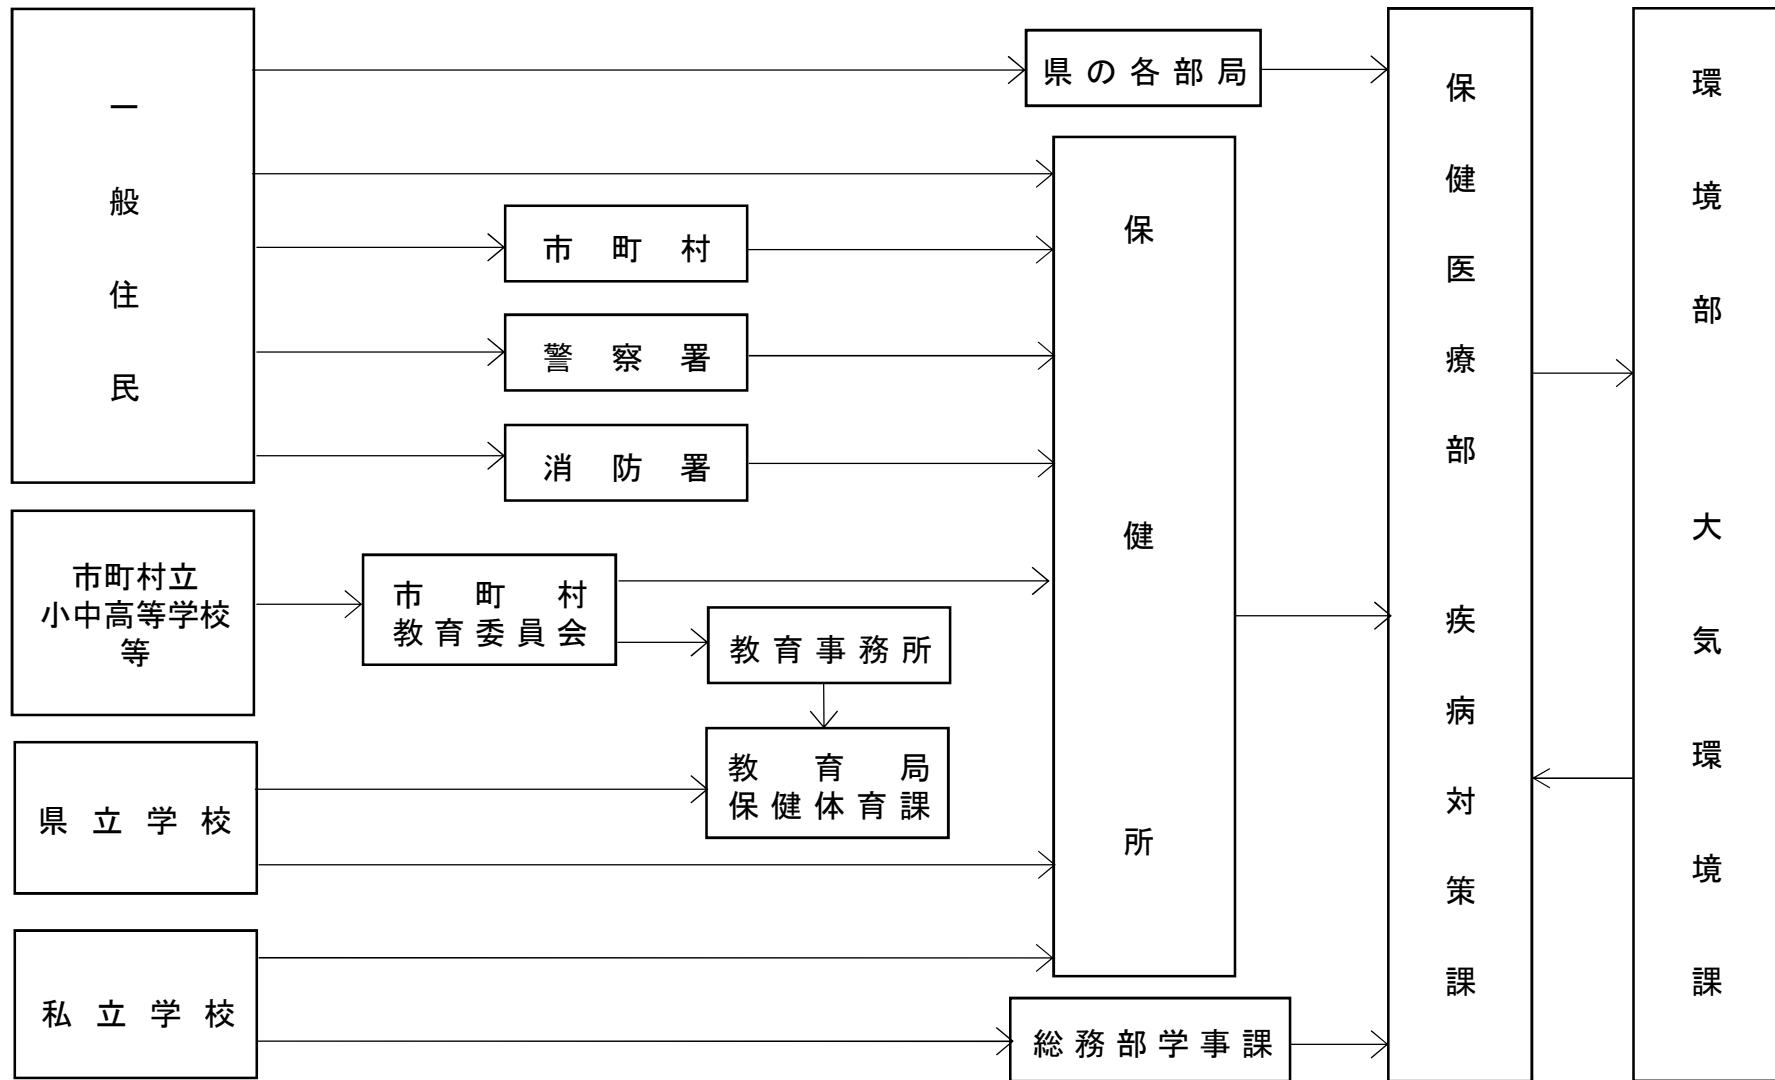 一般住民
県の各部局
市町村
警察署
消防署
市町村立
小中高等学校
等
市町村
教育委員会
教育事務所
教育局
保健体育課
県立学校
私立学校
総務部学事課
保健所
保健医療部 疾病対策課
環境部 大気環境課